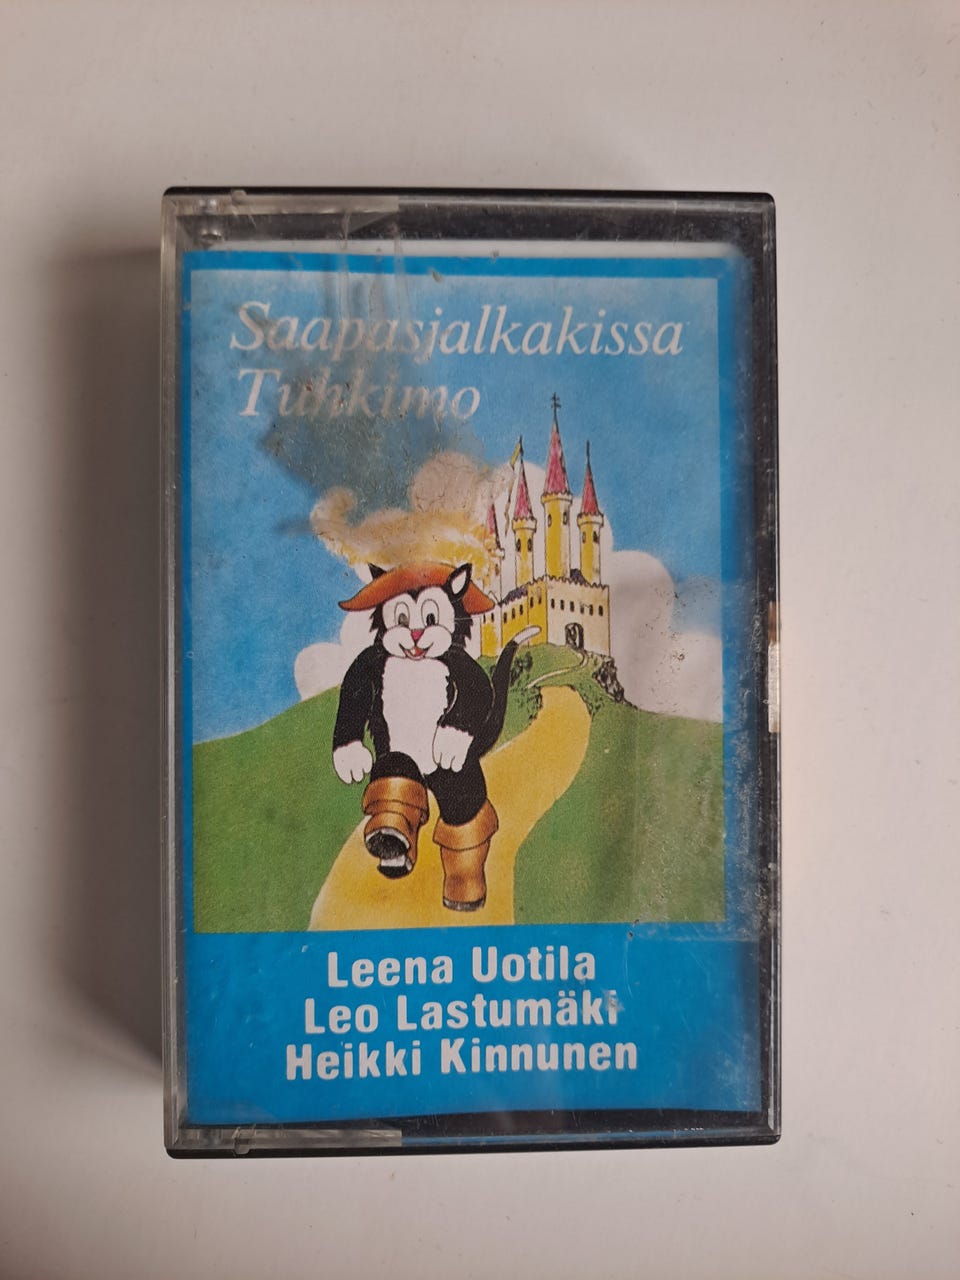 Saapasjalkakissa
Tuhkimo
Leena Uotila
Leo Lastumäki
Heikki Kinnunen